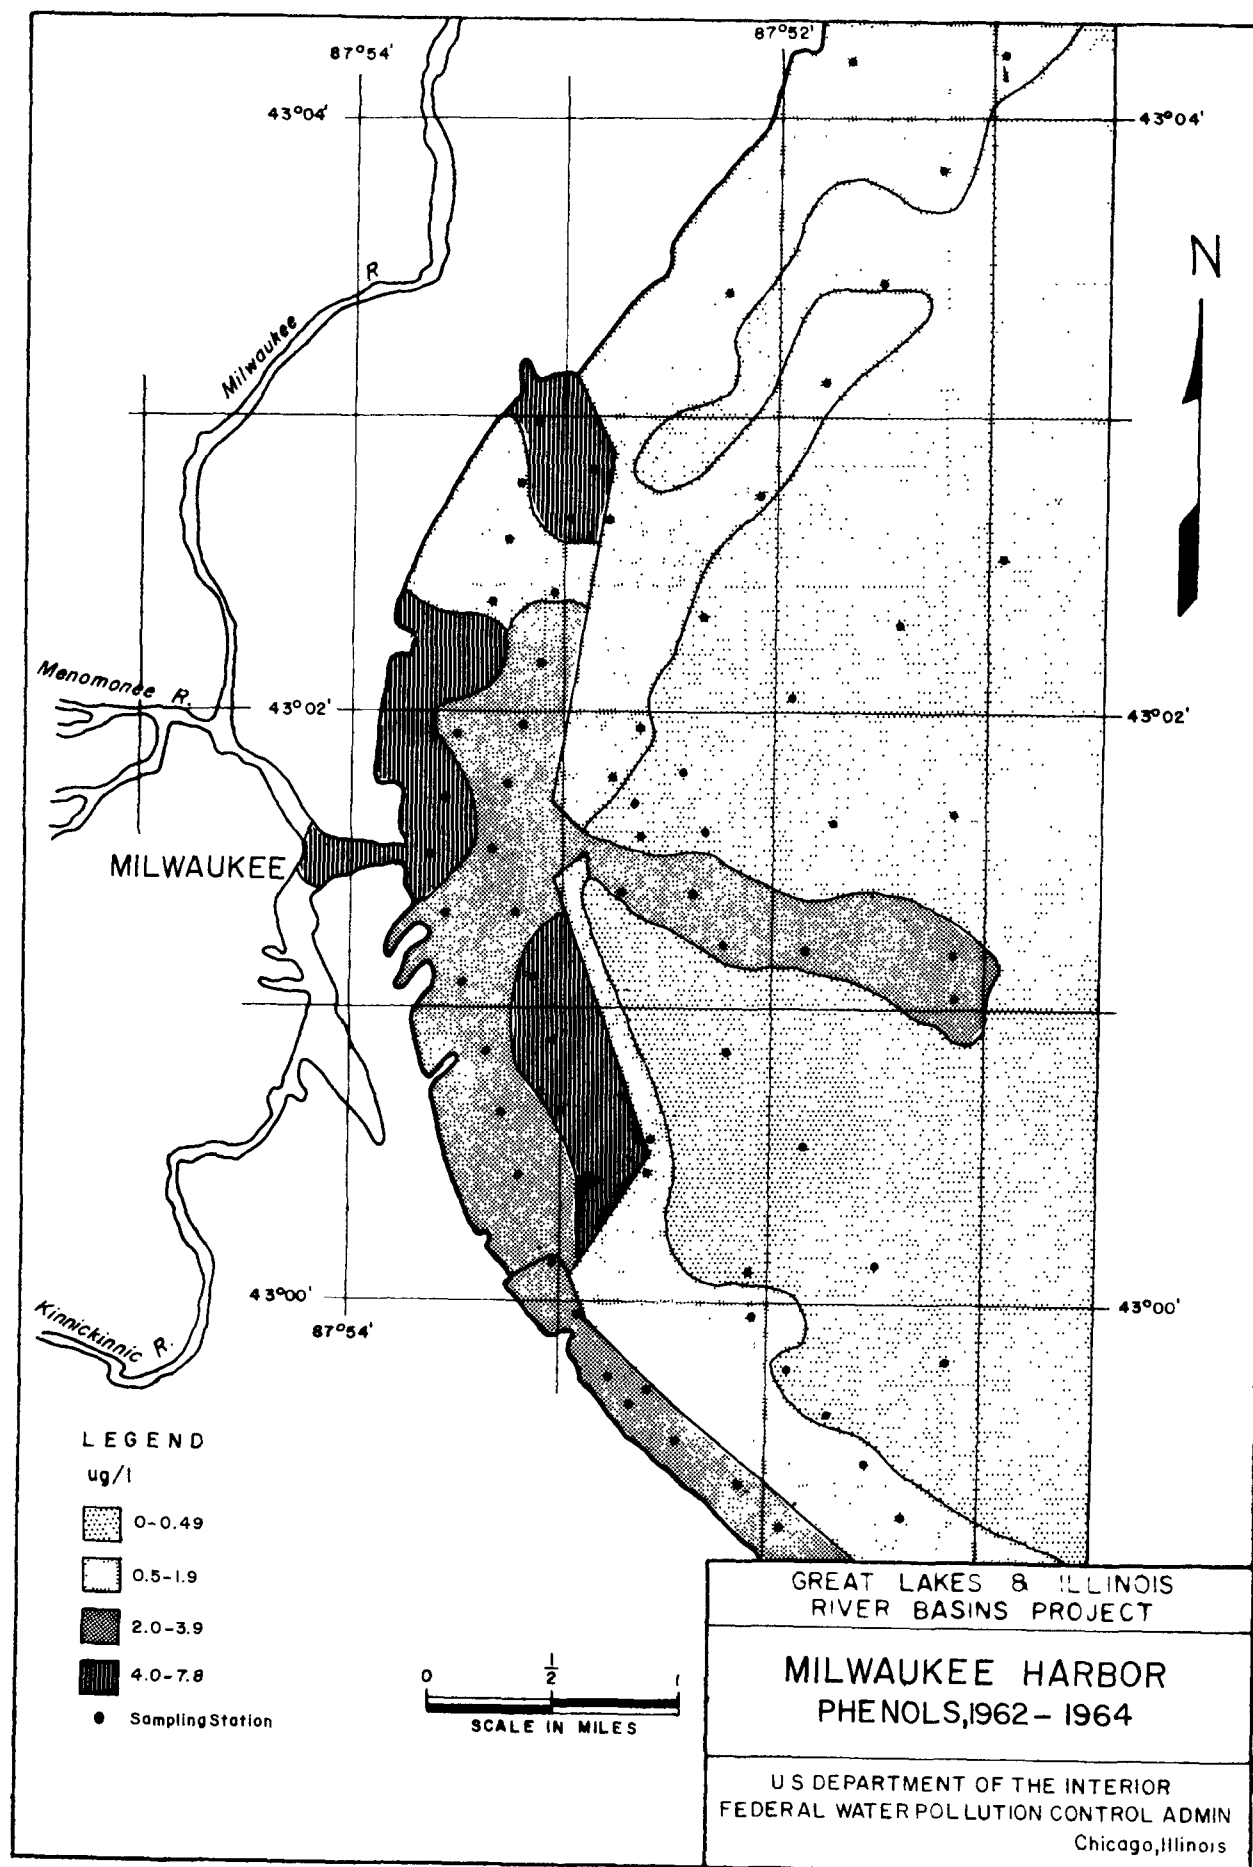 87°54'
87°52'
43°04'
43°04'
N
Milwaukee R
Menomonee R.
43°02'
43°02'
MILWAUKEE
43°00'
43°00'
87°54'
Kinnickinnic R.
LEGEND
ug/l
0-0.49
0.5-1.9
2.0-3.9
4.0-7.8
Sampling Station
0 1/2 1
SCALE IN MILES
GREAT LAKES & ILLINOIS
RIVER BASINS PROJECT
MILWAUKEE HARBOR
PHENOLS,1962-1964
U S DEPARTMENT OF THE INTERIOR
FEDERAL WATER POLLUTION CONTROL ADMIN
Chicago,Illinois